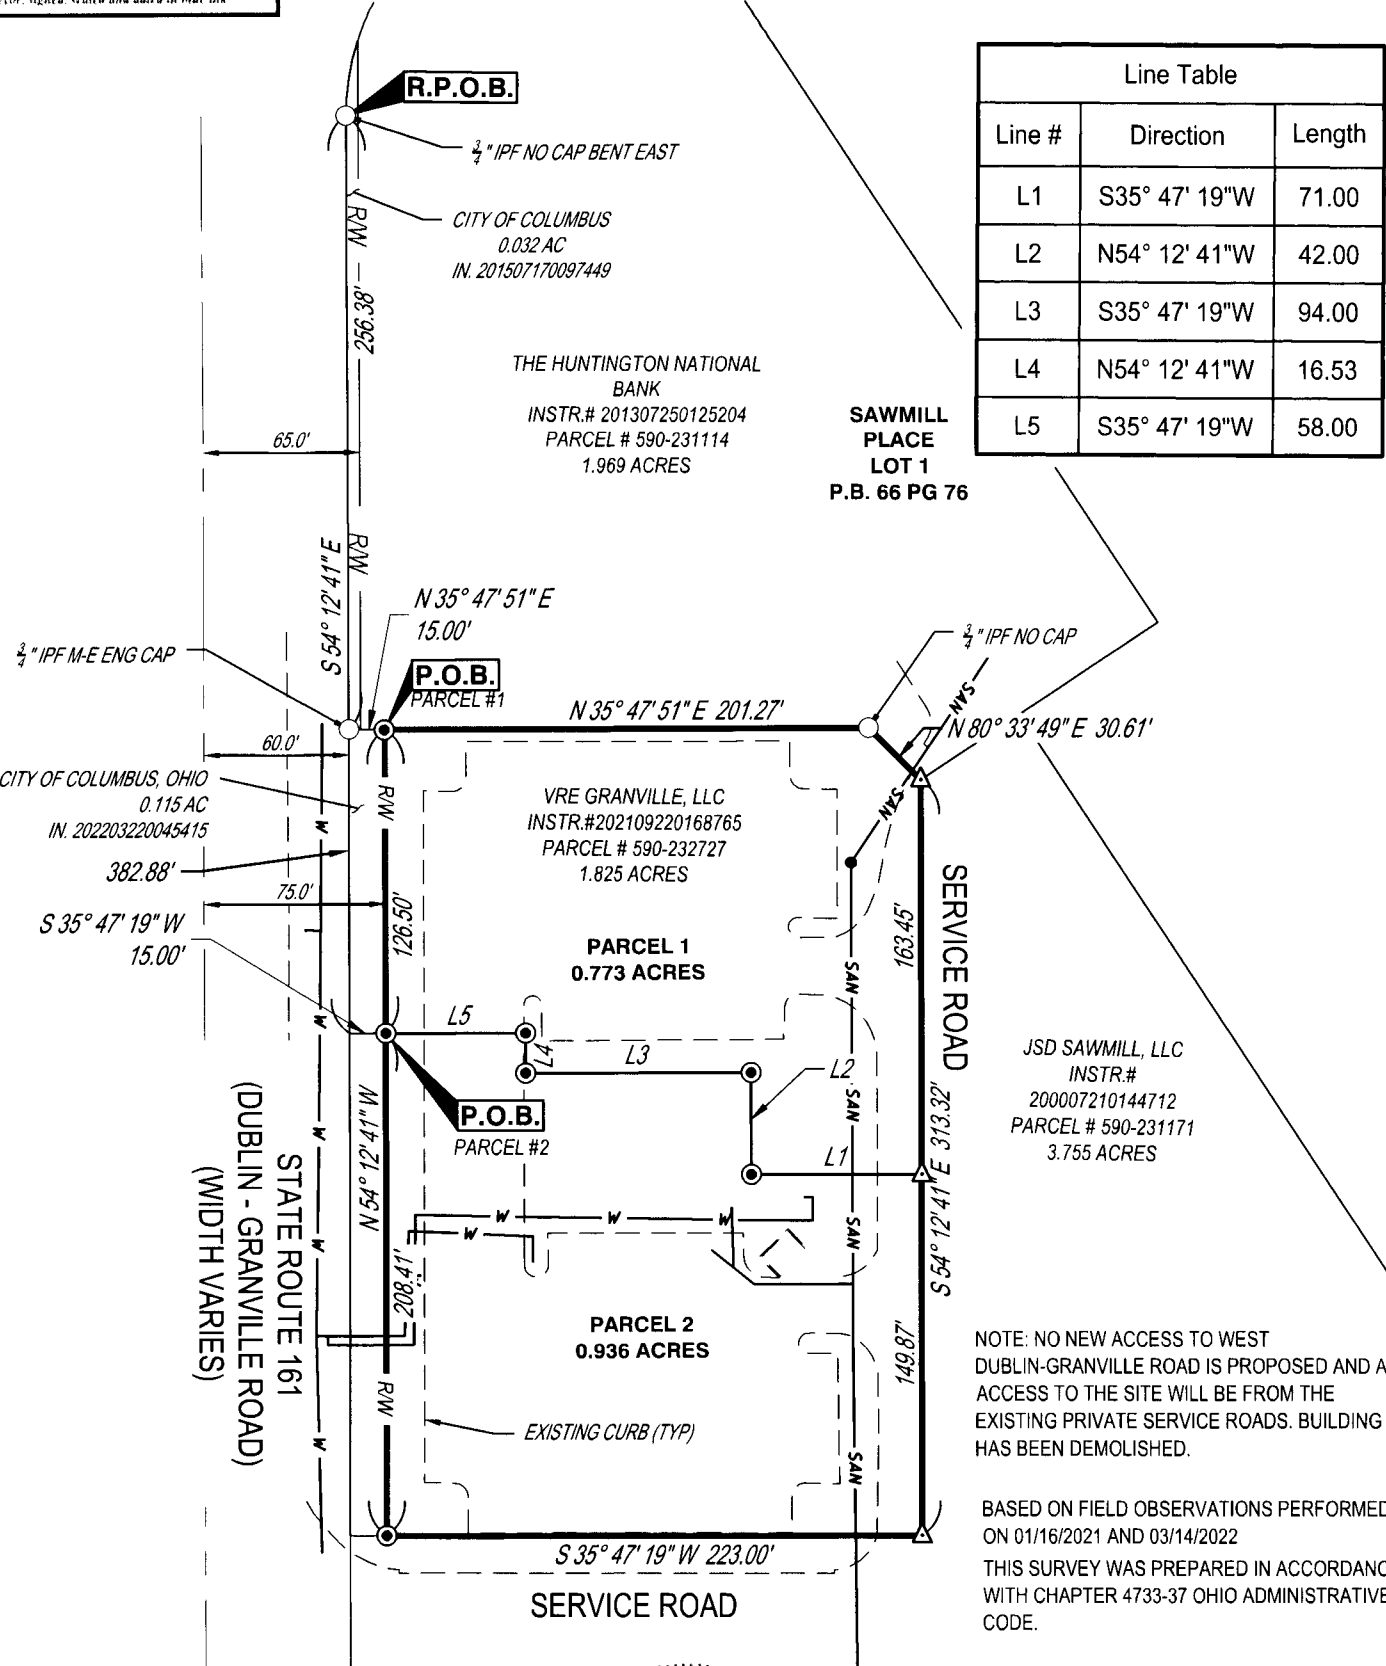 R.P.O.B.
3/4" IPF NO CAP BENT EAST
CITY OF COLUMBUS
0.032 AC
IN. 201507170097449
R/W
256.38'
THE HUNTINGTON NATIONAL
BANK
INSTR.# 201307250125204
PARCEL # 590-231114
1.969 ACRES
SAWMILL
PLACE
LOT 1
P.B. 66 PG 76
Line Table
Line # Direction Length
L1 S35° 47' 19"W 71.00
L2 N54° 12' 41"W 42.00
L3 S35° 47' 19"W 94.00
L4 N54° 12' 41"W 16.53
L5 S35° 47' 19"W 58.00
65.0'
S 54° 12'41" E
R/W
N 35° 47' 51" E
15.00'
3/4" IPF M-E ENG CAP
P.O.B.
PARCEL #1
N 35° 47' 51" E 201.27'
3/4" IPF NO CAP
SAN
N 80° 33' 49" E 30.61'
60.0'
CITY OF COLUMBUS, OHIO
0.115 AC
IN. 202203220045415
382.88'
75.0'
S 35° 47' 19" W
15.00'
W
R/W
126.50'
VRE GRANVILLE, LLC
INSTR.#202109220168765
PARCEL # 590-232727
1.825 ACRES
SAN
PARCEL 1
0.773 ACRES
SAN
163.45'
SERVICE ROAD
L5
L4
L3
L2
L1
W
SAN
P.O.B.
PARCEL #2
S 54° 12' 41" E 313.32'
JSD SAWMILL, LLC
INSTR.#
200007210144712
PARCEL # 590-231171
3.755 ACRES
N 54° 12' 41" W
STATE ROUTE 161
(DUBLIN - GRANVILLE ROAD)
(WIDTH VARIES)
W
W
W
W
W
W
SAN
208.41'
PARCEL 2
0.936 ACRES
149.87'
R/W
W
EXISTING CURB (TYP)
SAN
S 35° 47' 19" W 223.00'
SERVICE ROAD
NOTE: NO NEW ACCESS TO WEST
DUBLIN-GRANVILLE ROAD IS PROPOSED AND A
ACCESS TO THE SITE WILL BE FROM THE
EXISTING PRIVATE SERVICE ROADS. BUILDING
HAS BEEN DEMOLISHED.
BASED ON FIELD OBSERVATIONS PERFORMED
ON 01/16/2021 AND 03/14/2022
THIS SURVEY WAS PREPARED IN ACCORDANC
WITH CHAPTER 4733-37 OHIO ADMINISTRATIVE
CODE.